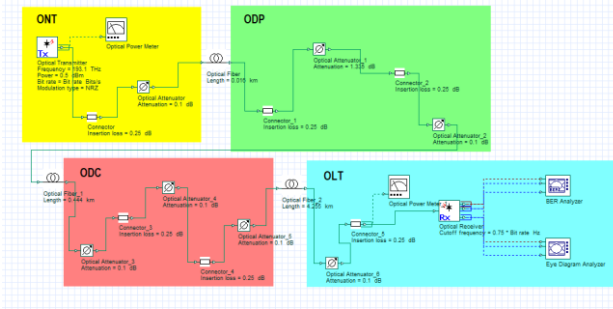 ONT
Optical Power Meter
Tx
Optical Transmitter
Frequency = 193.1 THz
Power = 0.5 dBm
Bit rate = Bit rate Bits/s
Modulation type = NRZ
Connector
Insertion loss = 0.25 dB
Optical Attenuator
Attenuation = 0.1 dB
Optical Fiber
km
ODP
Connector_1
Insertion loss = 0.25 dB
Optical Attenuator_1
Attenuation = dB
Connector_2
Insertion loss = 0.25 dB
Optical Attenuator_2
Attenuation = 0.1 dB
ODC
Optical Fiber_1
Length = 0.444 km
Optical Attenuator_3
Attenuation = 0.1 dB
Connector_3
Insertion loss = 0.25 dB
Optical Attenuator_4
Attenuation = 0.1 dB
Connector_4
Insertion loss = 0.25 dB
Optical Attenuator_5
Attenuation = 0.1 dB
Optical Fiber_2
km
OLT
Optical Attenuator_6
Attenuation = 0.1 dB
Connector_5
Insertion loss = 0.25 dB
Optical Power Meter
Rx
Optical Receiver
Cutoff frequency = 0.75 * Bit rate Hz
BER Analyzer
Eye Diagram Analyzer